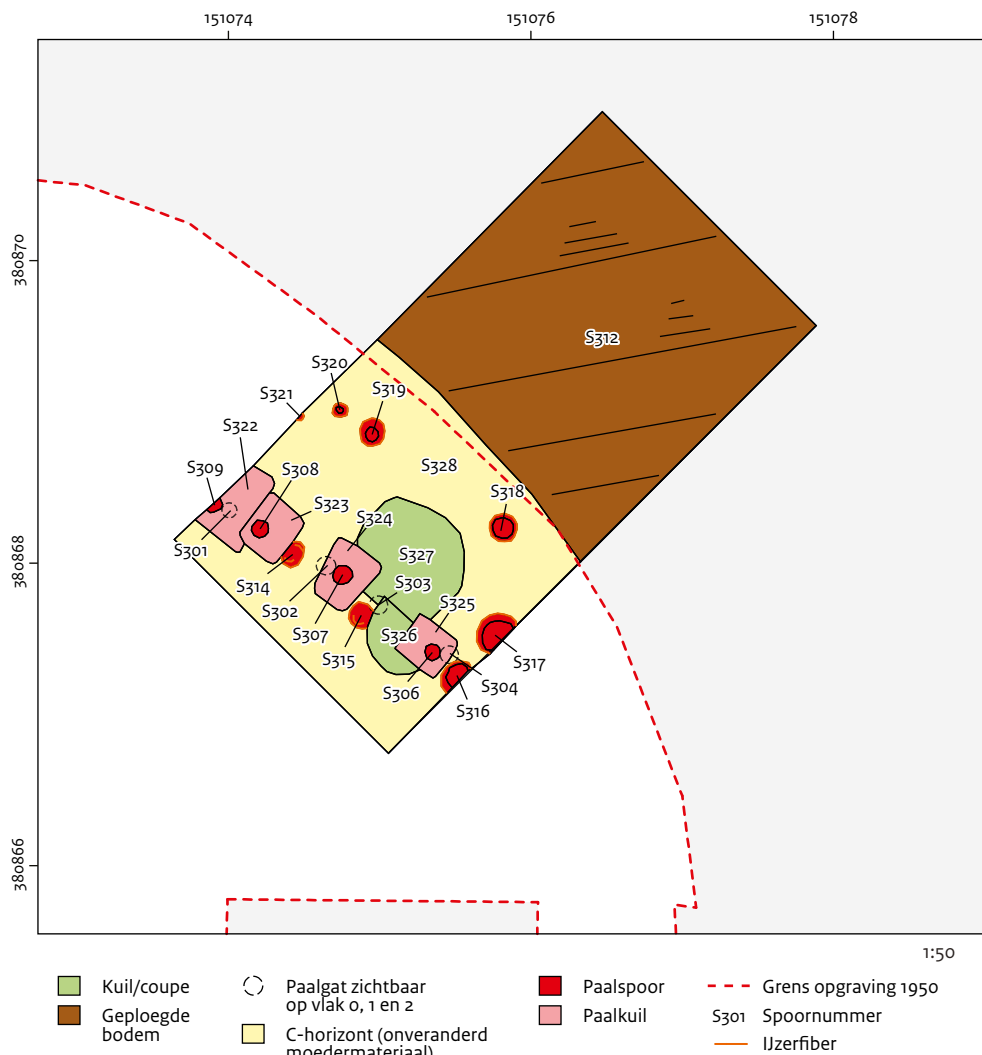 151074 151076 151078
380870
380868
380866
S312
S320
S321
S319
S322
S328
S309
S308
S318
S323
S324
S301
S327
S303
S314
S302
S325
S307
S326
S315
S317
S306
S304
S316
1:50
Kuil/coupe
Geploegde
bodem
Paalgat zichtbaar
op vlak 0, 1 en 2
C-horizont (onveranderd
moedermateriaal)
Paalspoor
Paalkuil
Grens opgraving 1950
S301 Spoornummer
IJzerfiber